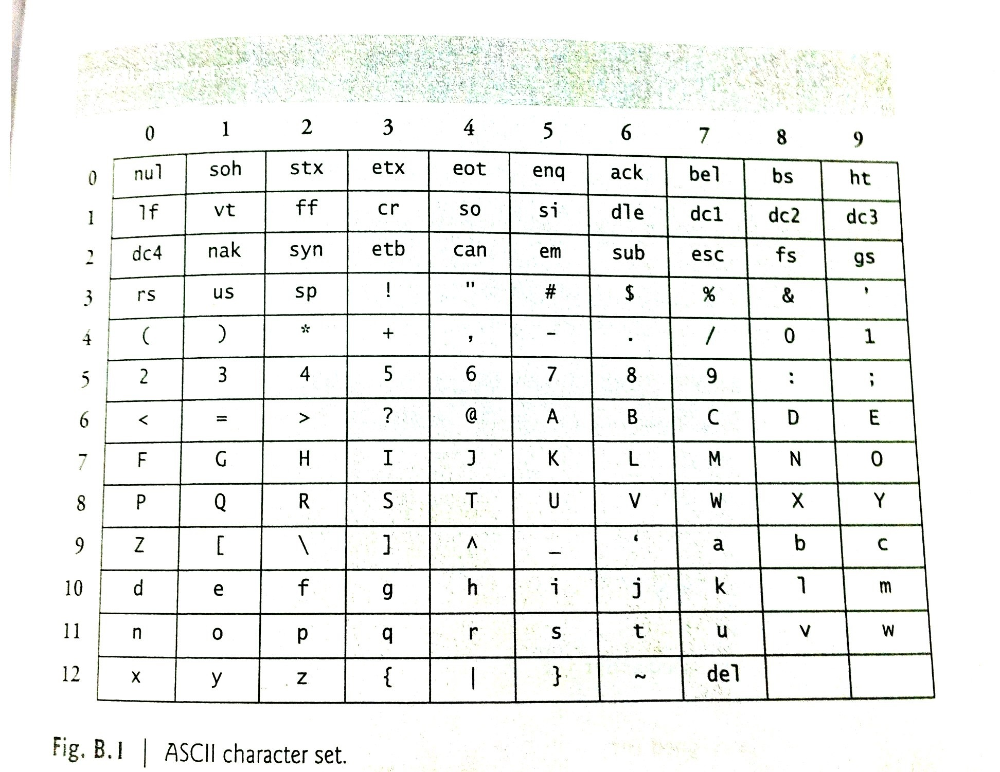 0 1 2 3 4 5 6 7 8 9
0 nul soh stx etx eot enq ack bel bs ht
1 lf vt ff cr so si dle dc1 dc2 dc3
2 dc4 nak syn etb can em sub esc fs gs
3 rs us sp ! " # $ % & '
4 ( ) * + , - . / 0 1
5 2 3 4 5 6 7 8 9 : ;
6 < = > ? @ A B C D E
7 F G H I J K L M N O
8 P Q R S T U V W X Y
9 Z [ \ ] ^ _ ‘ a b c
10 d e f g h i j k l m
11 n o p q r s t u v w
12 x y z { | } ~ del
Fig. B.1 | ASCII character set.